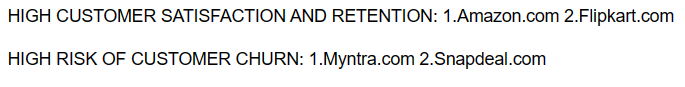 HIGH CUSTOMER SATISFACTION AND RETENTION: 1.Amazon.com 2.Flipkart.com
HIGH RISK OF CUSTOMER CHURN: 1.Myntra.com 2.Snapdeal.com